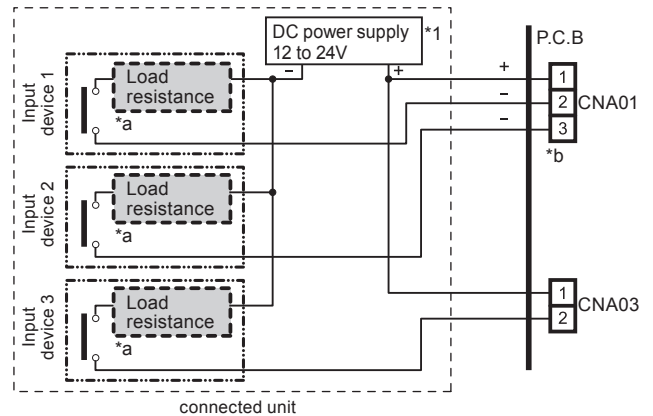 DC power supply
12 to 24V
*1
P.C.B
Input
device 1
Load
resistance
*a
–
+
+
–
–
1
2
3
CNA01
*b
Input
device 2
Load
resistance
*a
Input
device 3
Load
resistance
*a
1
2
CNA03
connected unit